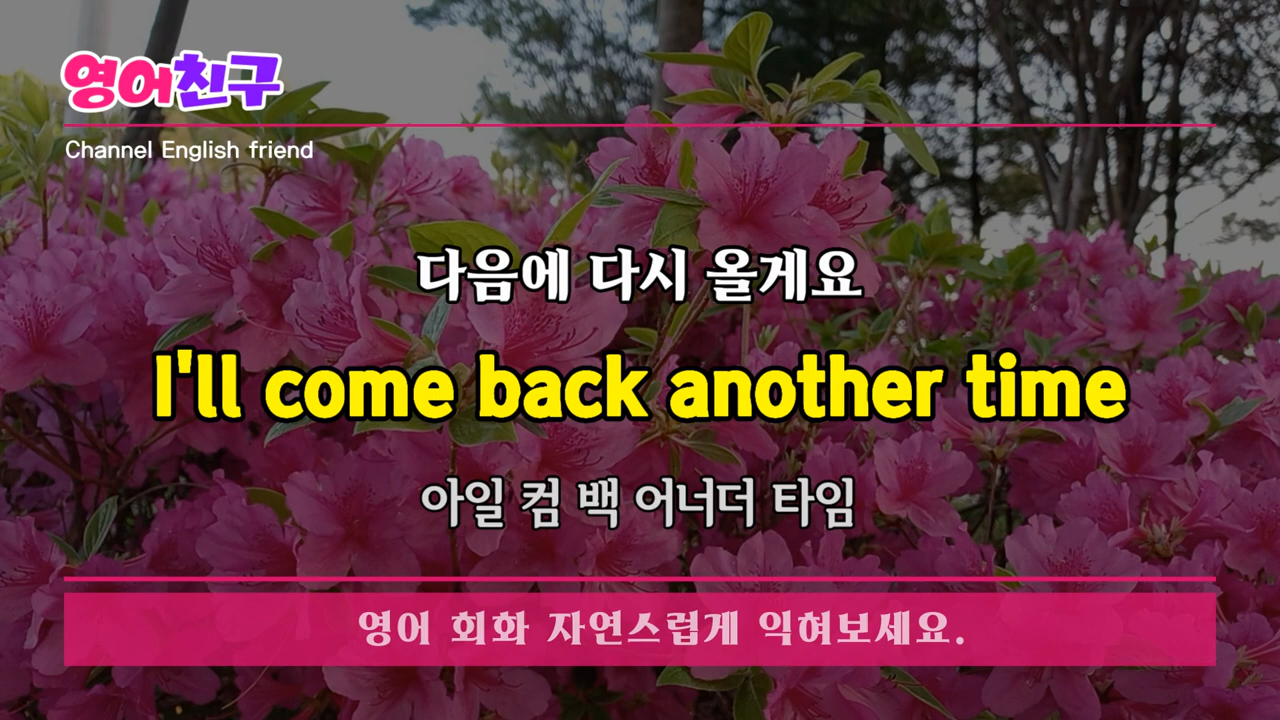 영어친구
Channel English friend
다음에 다시 올게요
I'll come back another time
아일 컴 백 어너더 타임
영어 회화 자연스럽게 익혀보세요.